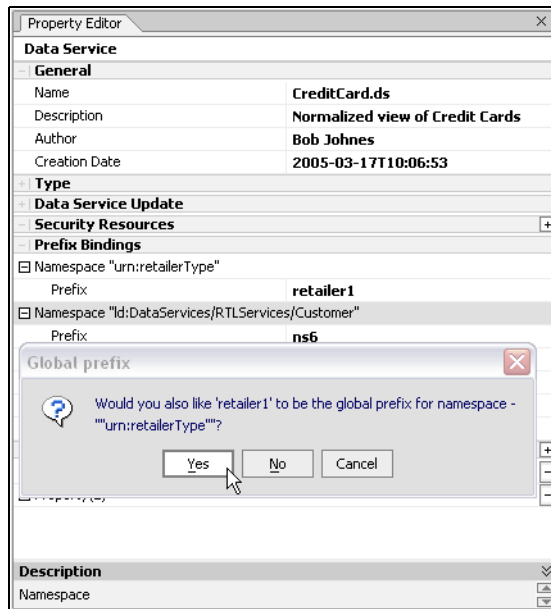 Property Editor
Data Service
General
Name CreditCard.ds
Description Normalized view of Credit Cards
Author Bob Johnes
Creation Date 2005-03-17T10:06:53
Type
Data Service Update
Security Resources
Prefix Bindings
Namespace "urn:retailerType"
Prefix retailer1
Namespace "ld:DataServices/RTLServices/Customer"
Prefix ns6
Global prefix
Would you also like 'retailer1' to be the global prefix for namespace -
""urn:retailerType""?
Yes No Cancel
Description
Namespace